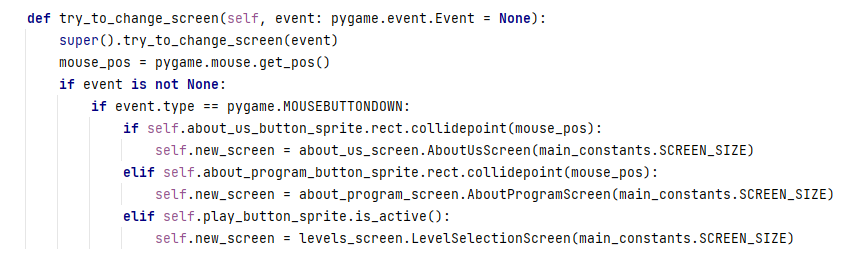 def try_to_change_screen(self, event: pygame.event.Event = None):
    super().try_to_change_screen(event)
    mouse_pos = pygame.mouse.get_pos()
    if event is not None:
        if event.type == pygame.MOUSEBUTTONDOWN:
            if self.about_us_button_sprite.rect.collidepoint(mouse_pos):
                self.new_screen = about_us_screen.AboutUsScreen(main_constants.SCREEN_SIZE)
            elif self.about_program_button_sprite.rect.collidepoint(mouse_pos):
                self.new_screen = about_program_screen.AboutProgramScreen(main_constants.SCREEN_SIZE)
            elif self.play_button_sprite.is_active():
                self.new_screen = levels_screen.LevelSelectionScreen(main_constants.SCREEN_SIZE)